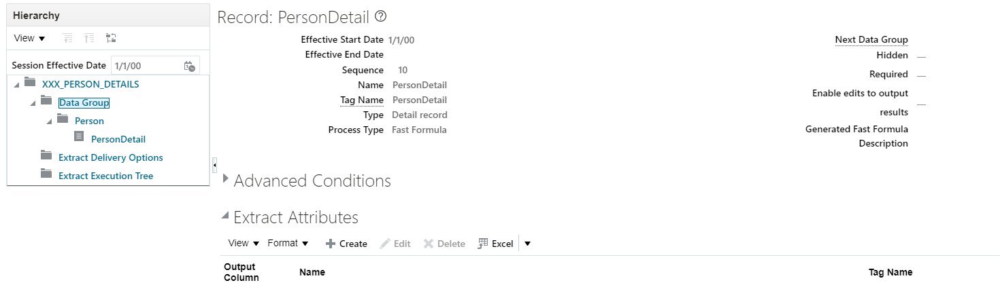 Hierarchy
View
Session Effective Date 1/1/00
XXX_PERSON_DETAILS
Data Group
Person
PersonDetail
Extract Delivery Options
Extract Execution Tree
Record: PersonDetail ?
Effective Start Date 1/1/00
Effective End Date
Sequence 10
Name PersonDetail
Tag Name PersonDetail
Type Detail record
Process Type Fast Formula
Next Data Group
Hidden
Required
Enable edits to output
results
Generated Fast Formula
Description
Advanced Conditions
Extract Attributes
View Format Create Edit Delete Excel
Output
Column
Name
Tag Name